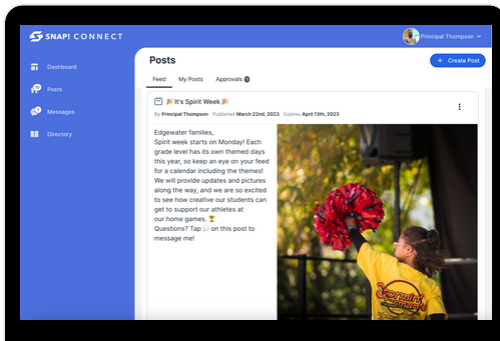 SNAP! CONNECT
Principal Thompson
Dashboard
Posts
Messages
Directory
Posts
+ Create Post
Feed My Posts Approvals
🎉 It's Spirit Week 🎉
By Principal Thompson Published March 22nd, 2023 Expires April 13th, 2023
Edgewater families,
Spirit week starts on Monday! Each
grade level has its own themed days
this year, so keep an eye on your feed
for a calendar including the themes!
We will provide updates and pictures
along the way, and we are so excited
to see how creative our students can
get to support our athletes at
our home games. 🏆
Questions? Tap 💬 on this post to
message me!